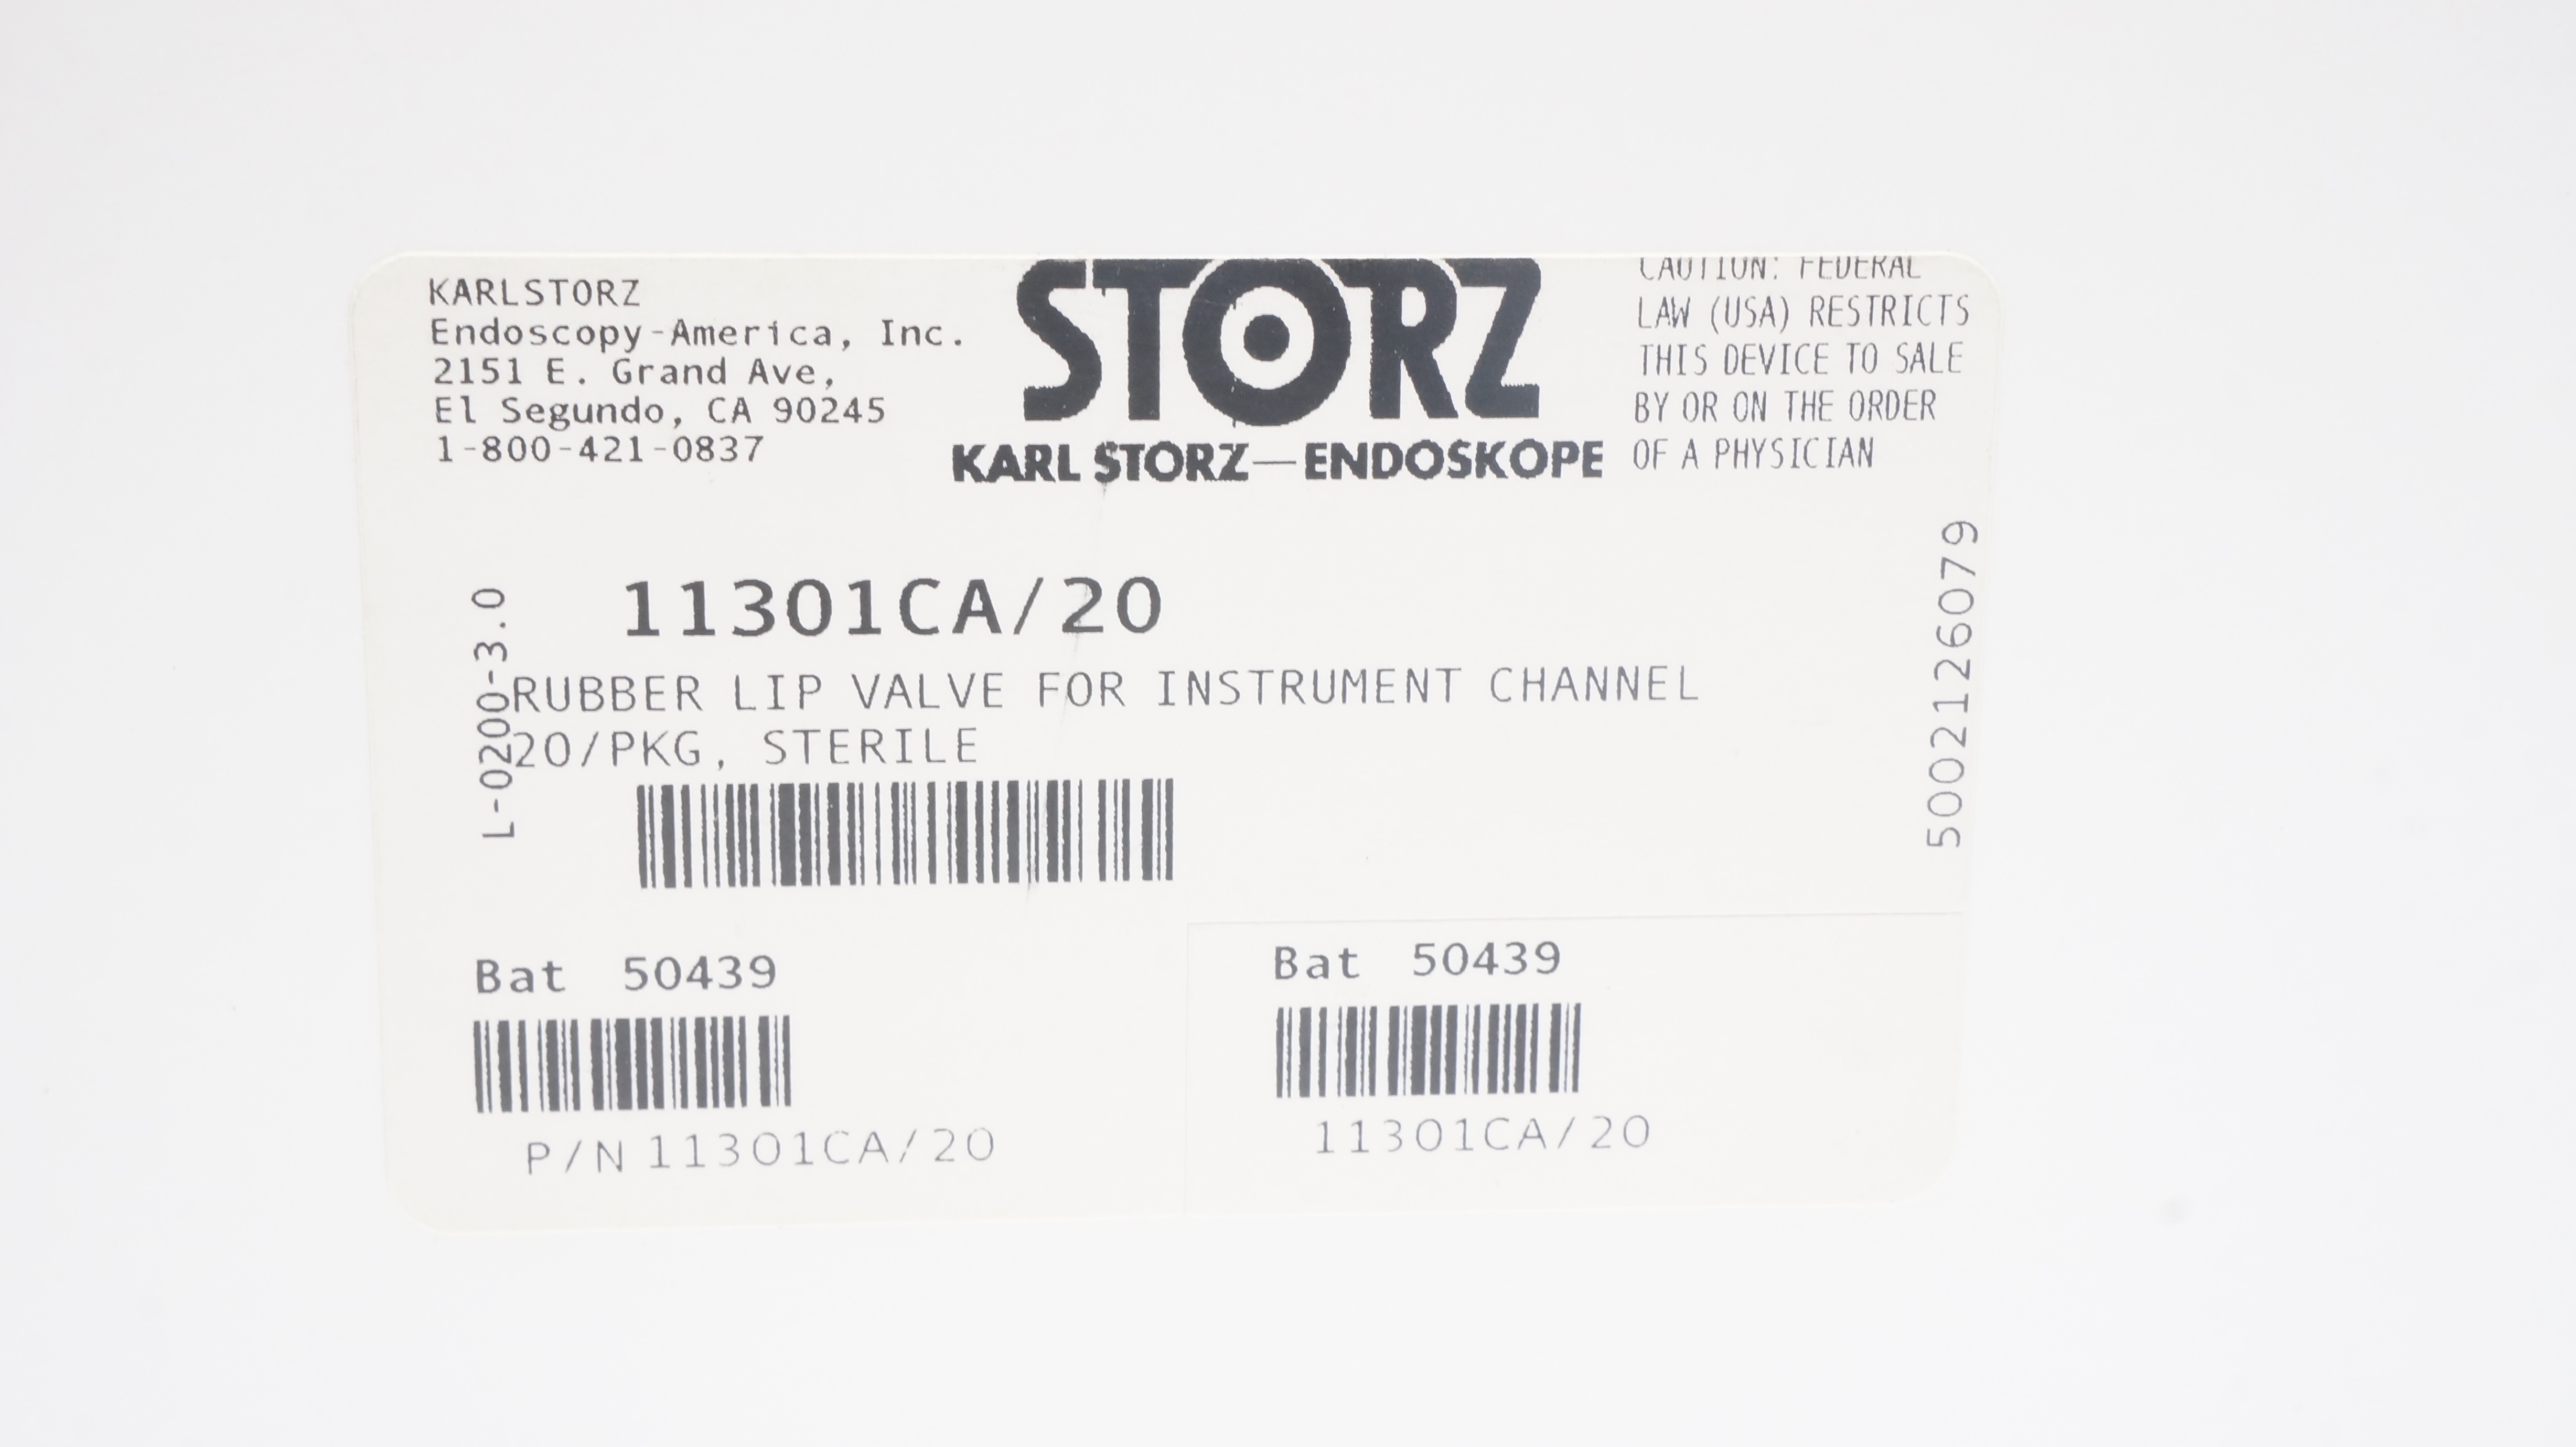 KARLSTORZ
Endoscopy-America, Inc.
2151 E. Grand Ave,
El Segundo, CA 90245
1-800-421-0837
STORZ
KARL STORZ—ENDOSKOPE
CAUTION: FEDERAL
LAW (USA) RESTRICTS
THIS DEVICE TO SALE
BY OR ON THE ORDER
OF A PHYSICIAN
11301CA/20
RUBBER LIP VALVE FOR INSTRUMENT CHANNEL
20/PKG, STERILE
L-0200-3.0
5002126079
Bat 50439
P/N 11301CA/20
Bat 50439
11301CA/20